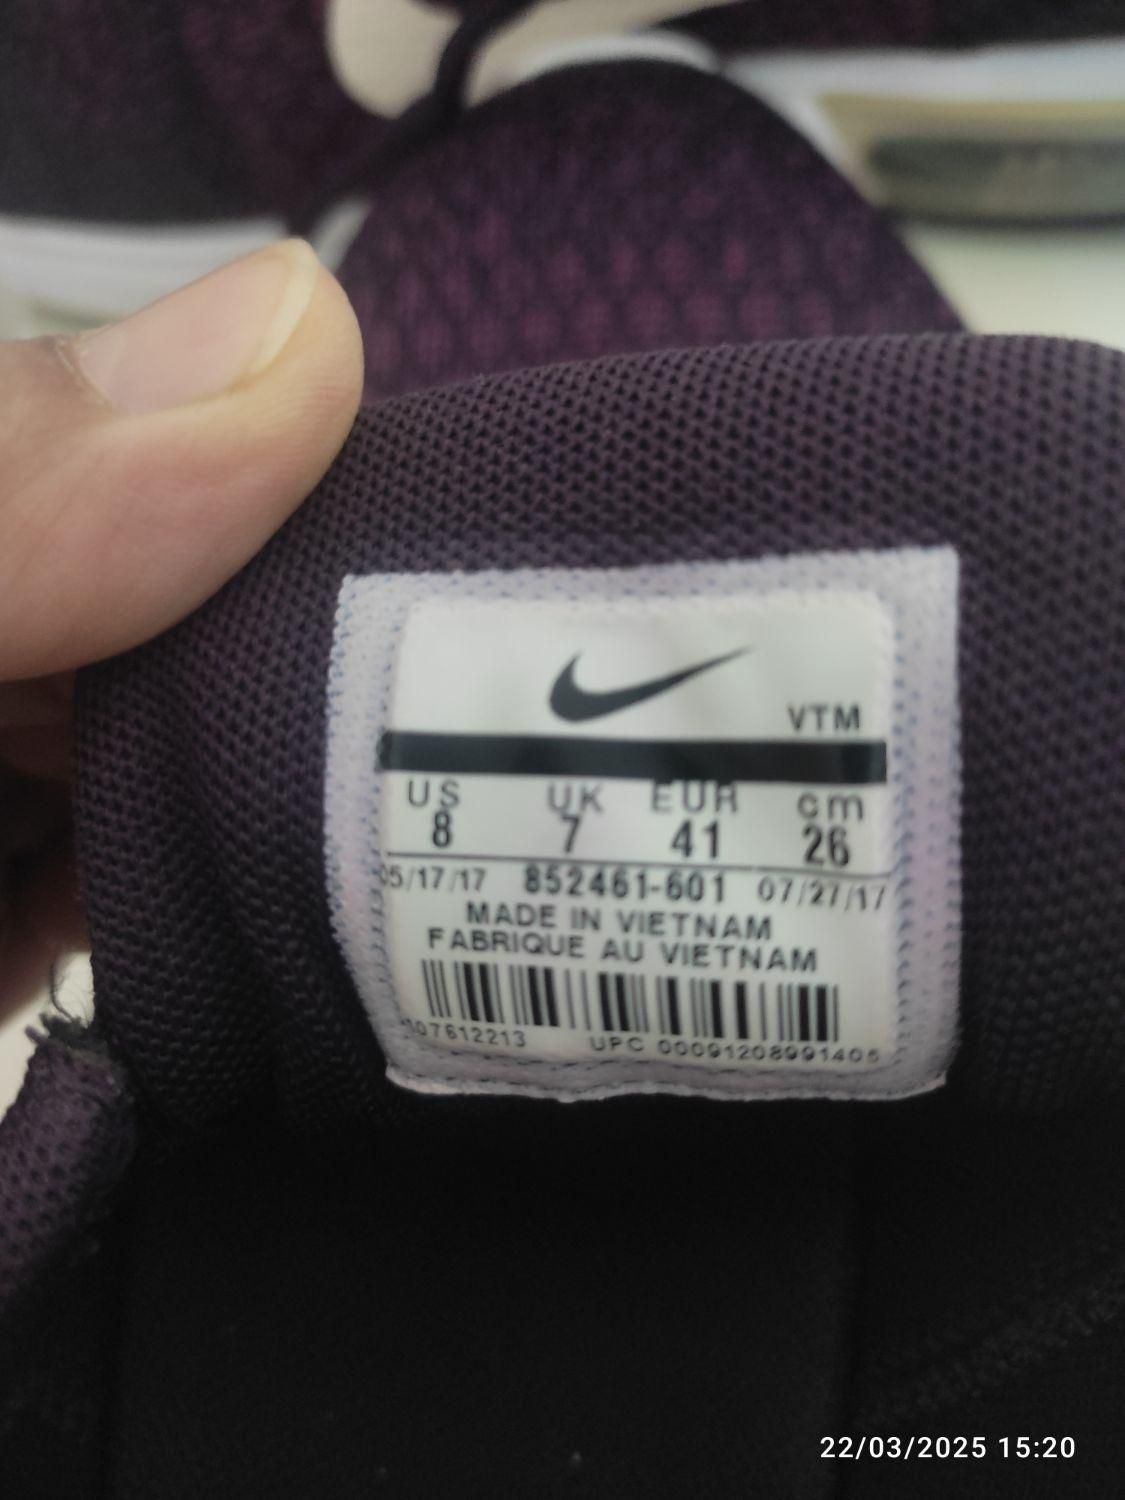 VTM
US UK EUR cm
8 7 41 26
05/17/17 852461-601 07/27/17
MADE IN VIETNAM
FABRIQUE AU VIETNAM
UPC 00091208991405
22/03/2025 15:20